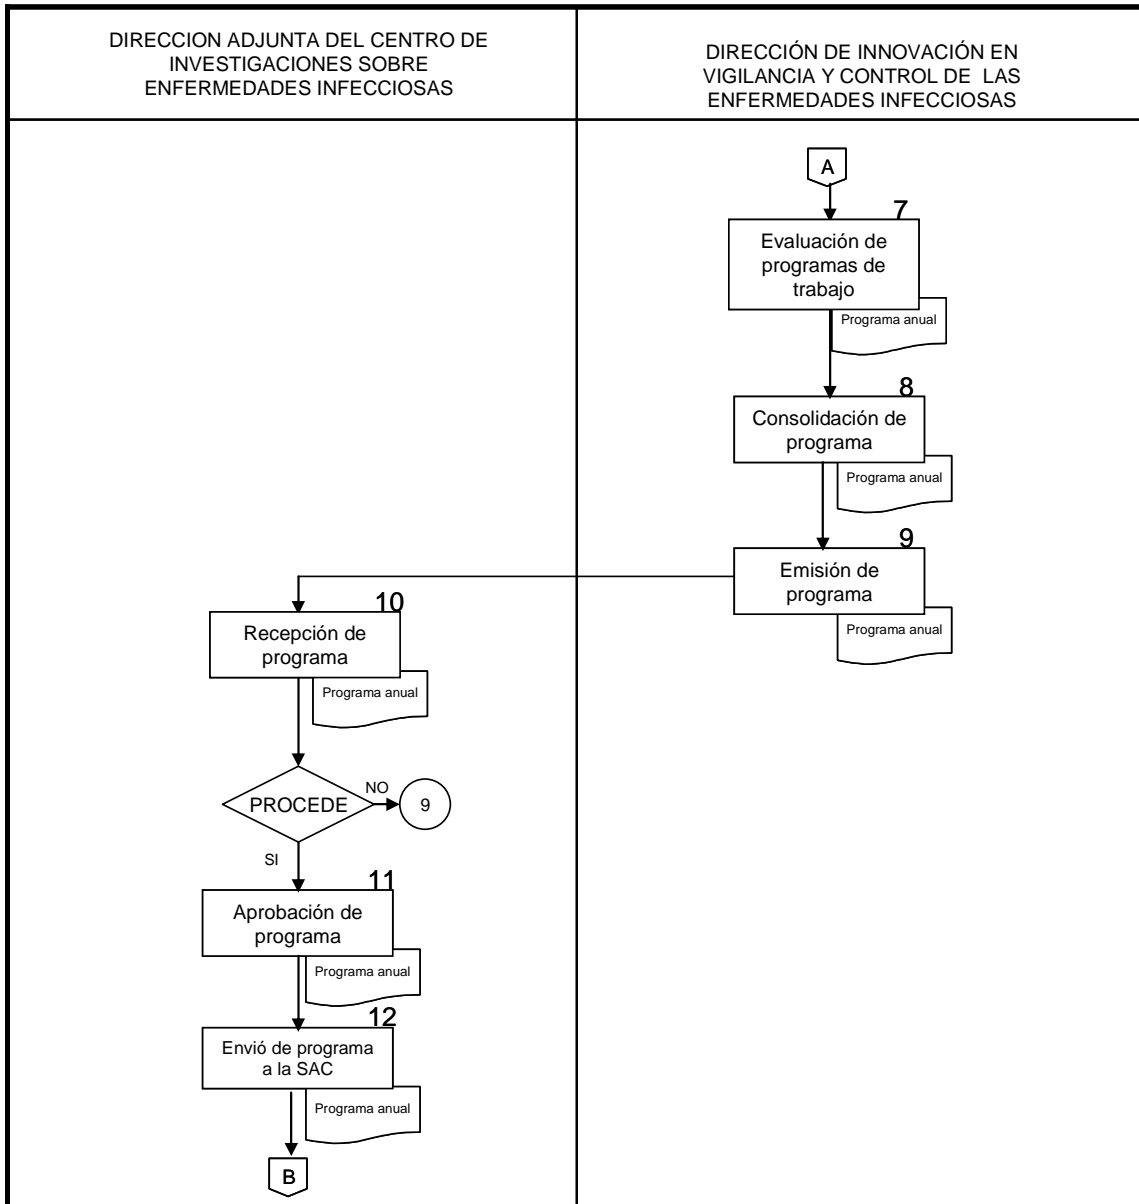 DIRECCION ADJUNTA DEL CENTRO DE
INVESTIGACIONES SOBRE
ENFERMEDADES INFECCIOSAS
DIRECCIÓN DE INNOVACIÓN EN
VIGILANCIA Y CONTROL DE LAS
ENFERMEDADES INFECCIOSAS
A
7
Evaluación de
programas de
trabajo
Programa anual
8
Consolidación de
programa
Programa anual
9
Emisión de
programa
Programa anual
10
Recepción de
programa
Programa anual
PROCEDE
NO
9
SI
11
Aprobación de
programa
Programa anual
12
Envió de programa
a la SAC
Programa anual
B